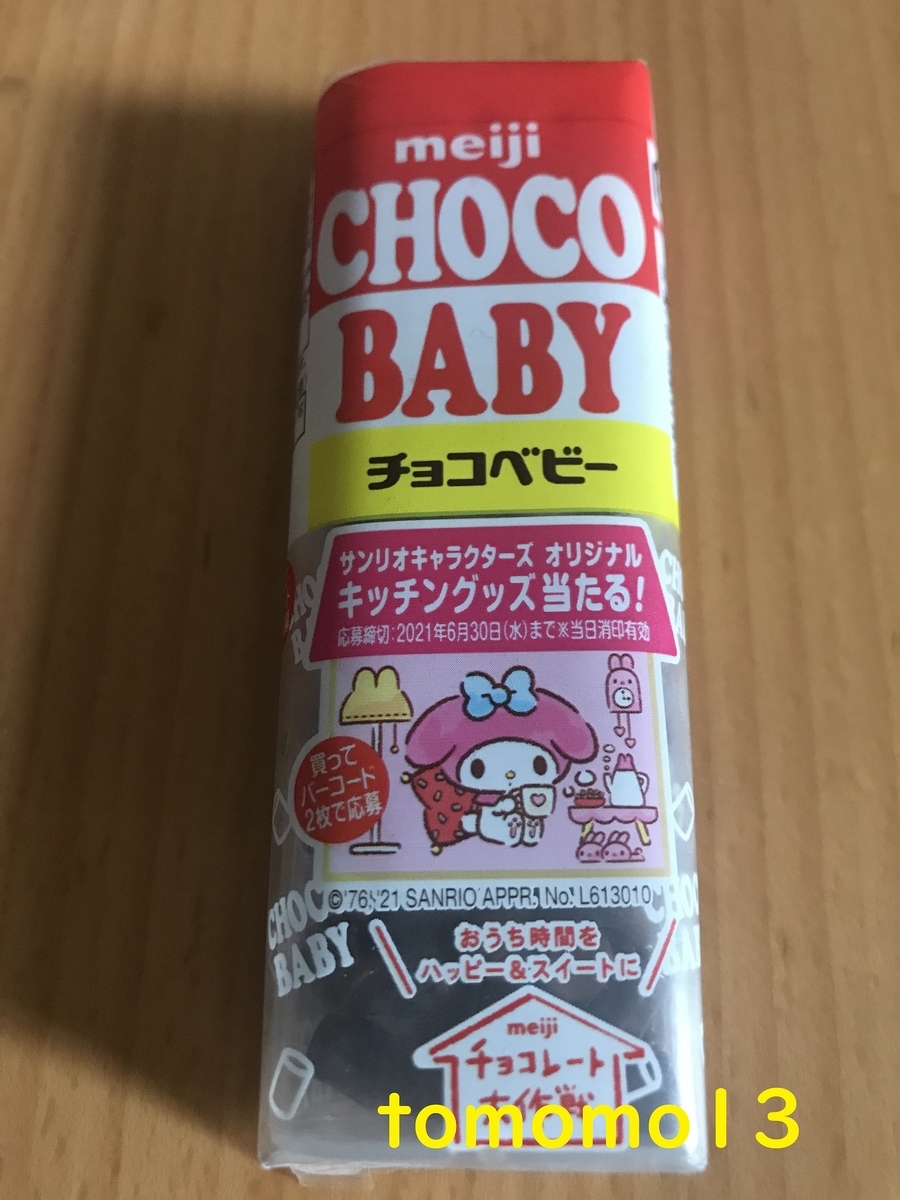 meiji
CHOCO
BABY
チョコベビー
サンリオキャラクターズ オリジナル
キッチングッズ当たる!
応募締切:2021年6月30日(水)まで※当日消印有効
買って
バーコード
2枚で応募
©'76,'21 SANRIO APPR. No. L613010
CHOCO
BABY
おうち時間を
ハッピー&スイートに
meiji
チョコレート
大作戦
tomomo13